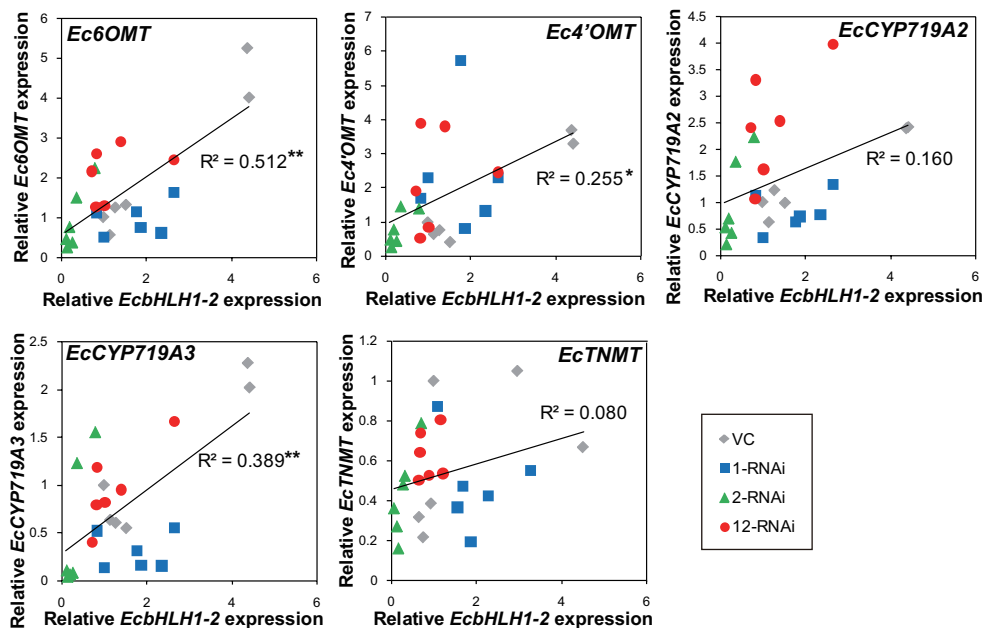 Ec6OMT
Relative Ec6OMT expression
6
5
4
3
2
1
0
R² = 0.512**
0 2 4 6
Relative EcbHLH1-2 expression
Ec4'OMT
Relative Ec4'OMT expression
7
6
5
4
3
2
1
0
R² = 0.255*
0 2 4 6
Relative EcbHLH1-2 expression
EcCYP719A2
Relative EcCYP719A2 expression
4.5
4
3.5
3
2.5
2
1.5
1
0.5
0
R² = 0.160
0 2 4 6
Relative EcbHLH1-2 expression
EcCYP719A3
Relative EcCYP719A3 expression
2.5
2
1.5
1
0.5
0
R² = 0.389**
0 2 4 6
Relative EcbHLH1-2 expression
EcTNMT
Relative EcTNMT expression
1.2
1
0.8
0.6
0.4
0.2
0
R² = 0.080
0 2 4 6
Relative EcbHLH1-2 expression
VC
1-RNAi
2-RNAi
12-RNAi